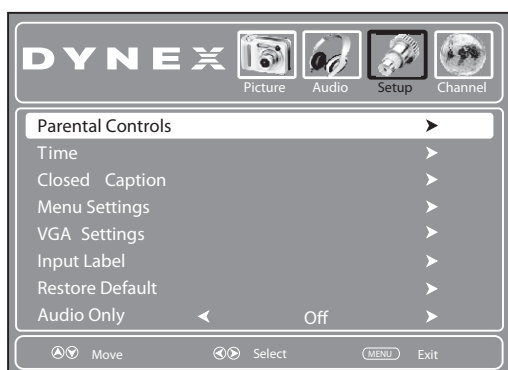 DYNEX
Picture Audio Setup Channel
Parental Controls
Time
Closed Caption
Menu Settings
VGA Settings
Input Label
Restore Default
Audio Only Off
Move Select MENU Exit